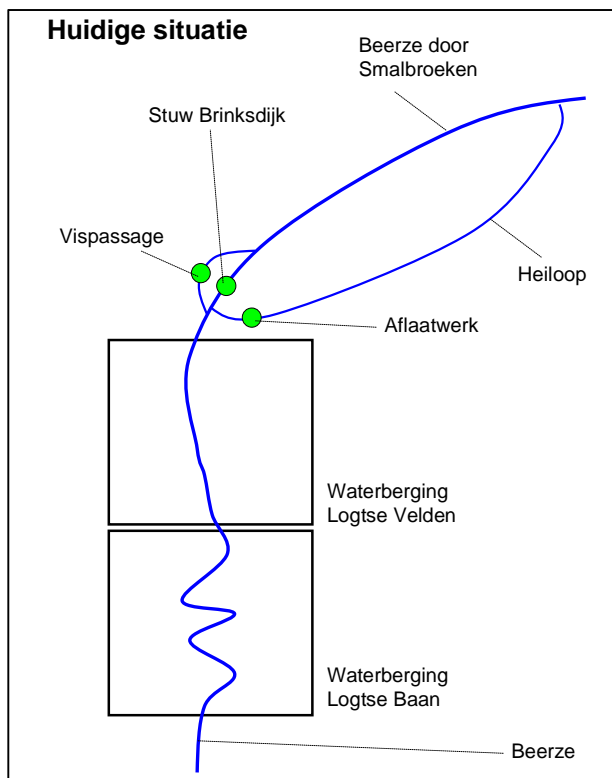 Huidige situatie
Beerze door
Smalbroeken
Stuw Brinksdijk
Vispassage
Heiloop
Aflaatwerk
Waterberging
Logtse Velden
Waterberging
Logtse Baan
Beerze